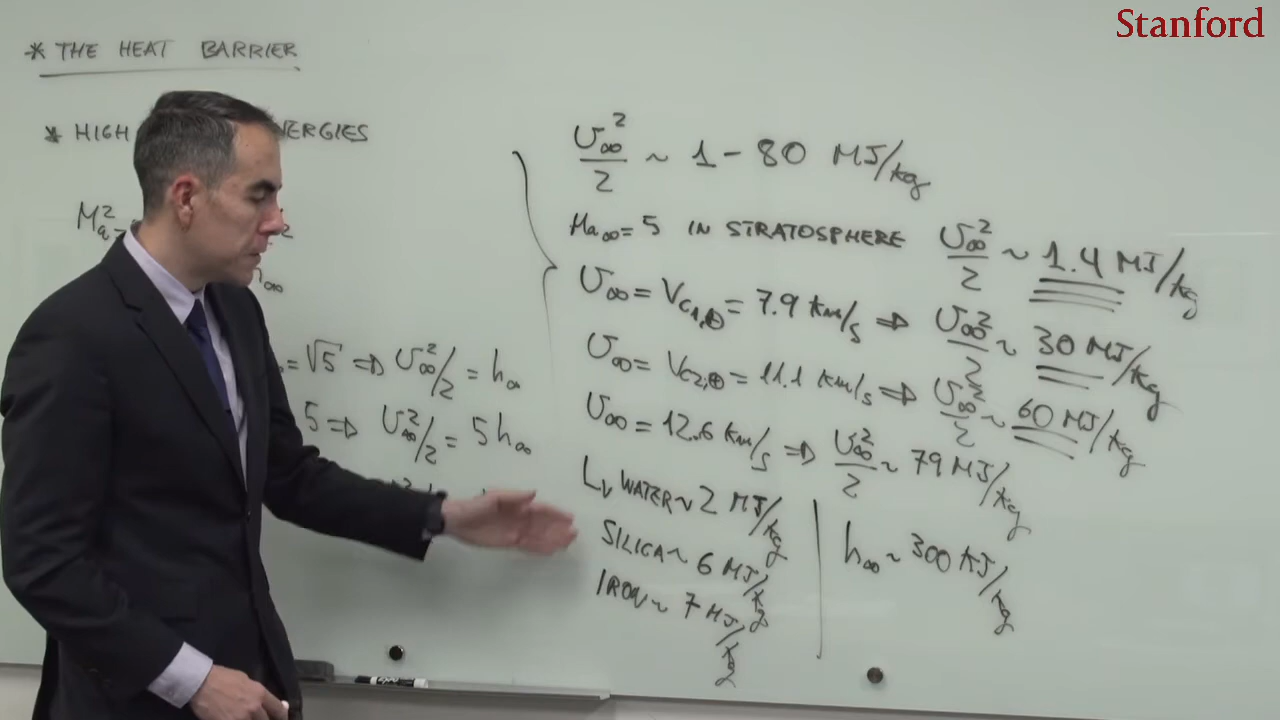 Stanford
* THE HEAT BARRIER
* HIGH
M²
= √5 ⇒ U∞²/2 = h∞
5 ⇒ U∞²/2 = 5h∞
U∞²/2 ~ 1 - 80 MJ/kg
Ma∞ = 5 IN STRATOSPHERE U∞²/2 ~ 1.4 MJ/kg
U∞ = Vc1,⊕ = 7.9 km/s ⇒ U∞²/2 ~ 30 MJ/kg
U∞ = Vc2,⊕ = 11.1 km/s ⇒ U∞²/2 ~ 60 MJ/kg
U∞ = 12.6 km/s ⇒ U∞²/2 ~ 79 MJ/kg
Lv WATER ~ 2 MJ/kg
SILICA ~ 6 MJ/kg
IRON ~ 7 MJ/kg
h∞ ~ 300 KJ/kg